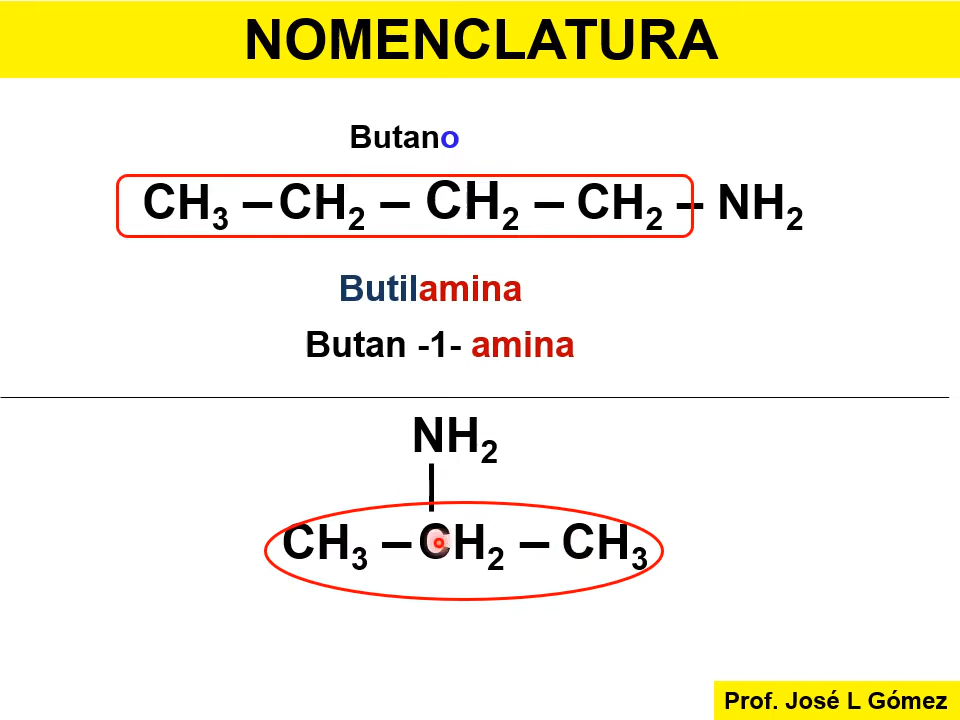 NOMENCLATURA
Butano
CH₃ – CH₂ – CH₂ – CH₂ – NH₂
Butilamina
Butan -1- amina
NH₂
CH₃ – CH₂ – CH₃
Prof. José L Gómez